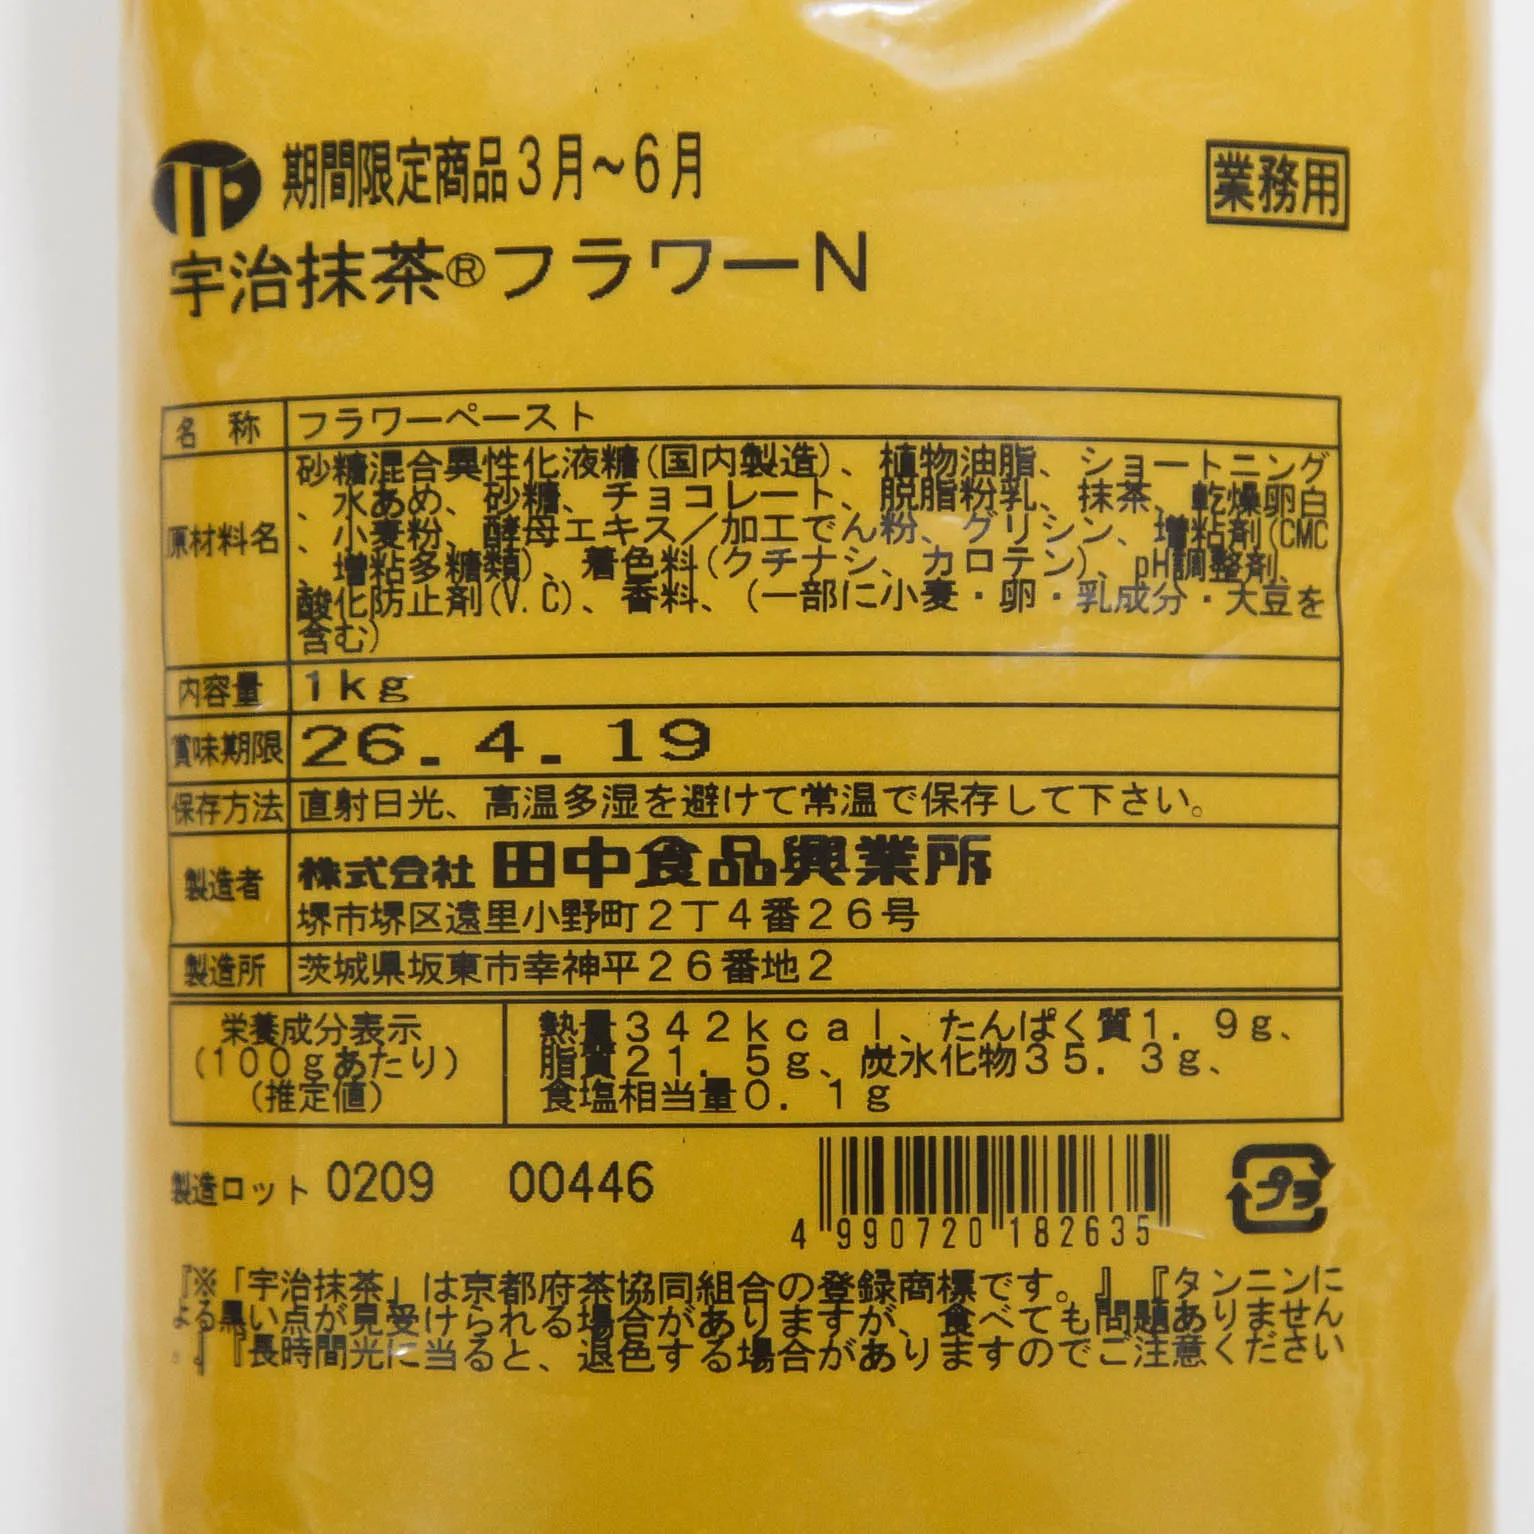 TTP 期間限定商品3月～6月
業務用
宇治抹茶®フラワーN
名称 フラワーペースト
原材料名 砂糖混合異性化液糖(国内製造)、植物油脂、ショートニング
、水あめ、砂糖、チョコレート、脱脂粉乳、抹茶、乾燥卵白
、小麦粉、酵母エキス／加工でん粉、グリシン、増粘剤(CMC
、増粘多糖類)、着色料(クチナシ、カロテン)、pH調整剤、
酸化防止剤(V.C)、香料、(一部に小麦・卵・乳成分・大豆を
含む)
内容量 1kg
賞味期限 26.4.19
保存方法 直射日光、高温多湿を避けて常温で保存して下さい。
製造者 株式会社 田中食品興業所
堺市堺区遠里小野町2丁4番26号
製造所 茨城県坂東市幸神平26番地2
栄養成分表示
(100gあたり)
(推定値)
熱量342kcal、たんぱく質1.9g、
脂質21.5g、炭水化物35.3g、
食塩相当量0.1g
製造ロット 0209 00446
4 990720 182635
プラ
『※「宇治抹茶」は京都府茶協同組合の登録商標です。』『タンニンに
よる黒い点が見受けられる場合がありますが、食べても問題ありません
。』『長時間光に当ると、退色する場合がありますのでご注意ください